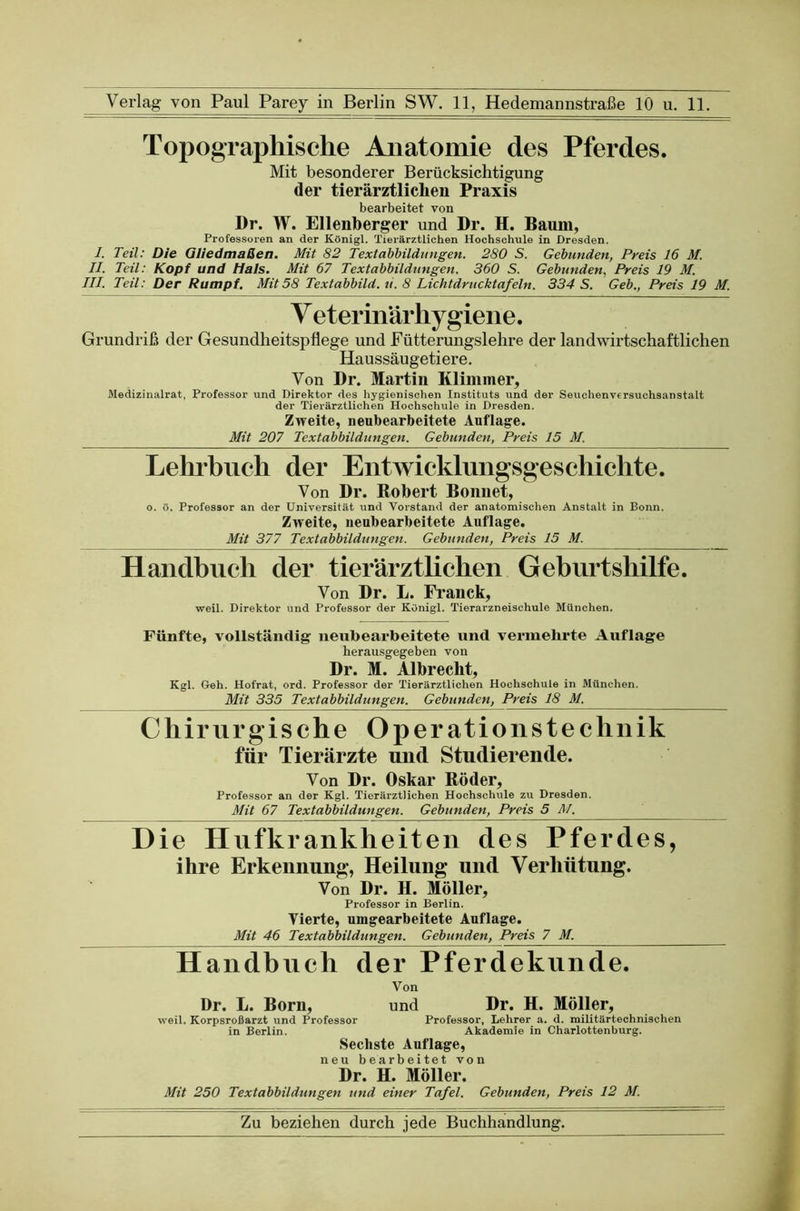 Verlag von Paul Parey in Berlin SW. 11, Hedemannstraße 10 u. 11.
Topographische Anatomie des Pferdes.
Mit besonderer Berücksichtigung
der tierärztlichen Praxis
bearbeitet von
Dr. W. Ellenberger und Dr. H. Baum,
Professoren an der Königl. Tierärztlichen Hochschule in Dresden.
I. Teil: Die Gliedmaßen. Mit 82 Textabbildungen. 280 S. Gebunden, Preis 16 M.
II. Teil: Kopf und Hals. Mit 67 Textabbildungen. 360 S. Gebunden, Preis 19 M.
III. Teil: Der Rumpf. Mit 58 Textabbild. u. 8 Lichtdrucktafeln. 334 S. Geb., Preis 19 M.
Veterinärhygiene.
Grundriß der Gesundheitspflege und Fütterungslehre der landwirtschaftlichen
Haussäugetiere.
Von Dr. Martin Klimmer,
Medizinalrat, Professor und Direktor des hygienischen Instituts und der Seuchenversuchsanstalt
der Tierärztlichen Hochschule in Dresden.
Zweite, neubearbeitete Auflage.
Mit 207 Textabbildungen. Gebunden, Preis 15 M.
Lehrbuch der Entwicklungsgeschichte.
Von Dr. Robert Bonnet,
o. ö. Professor an der Universität und Vorstand der anatomischen Anstalt in Bonn.
Zweite, neubearbeitete Auflage.
Mit 377 Textabbildungen. Gebunden, Preis 15 M.
Handbuch der tierärztlichen Geburtshilfe.
Von Dr. L. Franck,
weil. Direktor und Professor der Königl. Tierarzneischule München.
Fünfte, vollständig neubearbeitete und vermehrte Auflage
herausgegeben von
Dr. M. Albrecht,
Kgl. Geh. Hofrat, ord. Professor der Tierärztlichen Hochschule in München.
Mit 335 Textabbildungen. Gebunden, Preis 18 M.
Chirurgische Operationstechnik
für Tierärzte und Studierende.
Von Dr. Oskar Röder,
Professor an der Kgl. Tierärztlichen Hochschule zu Dresden.
Mit 67 Textabbildungen. Gebunden, Preis 5 M.
Die Hufkrankheiten des Pferdes,
ihre Erkennung, Heilung und Verhütung.
Von Dr. H. Möller,
Professor in Berlin.
Vierte, umgearbeitete Auflage.
Mit 46 Textabbildungen. Gebunden, Preis 7 M.
Handbuch der Pferdekunde.
Von
Dr. L. Born, und Dr. H. Möller,
weil. Korpsroßarzt und Professor Professor, Lehrer a. d. militärtechnischen
in Berlin. Akademie in Charlottenburg.
Sechste Auflage,
neu bearbeitet von
Dr. H. Möller.
Mit 250 Textabbildungen und einer Tafel. Gebunden, Preis 12 M.
Zu beziehen durch jede Buchhandlung.